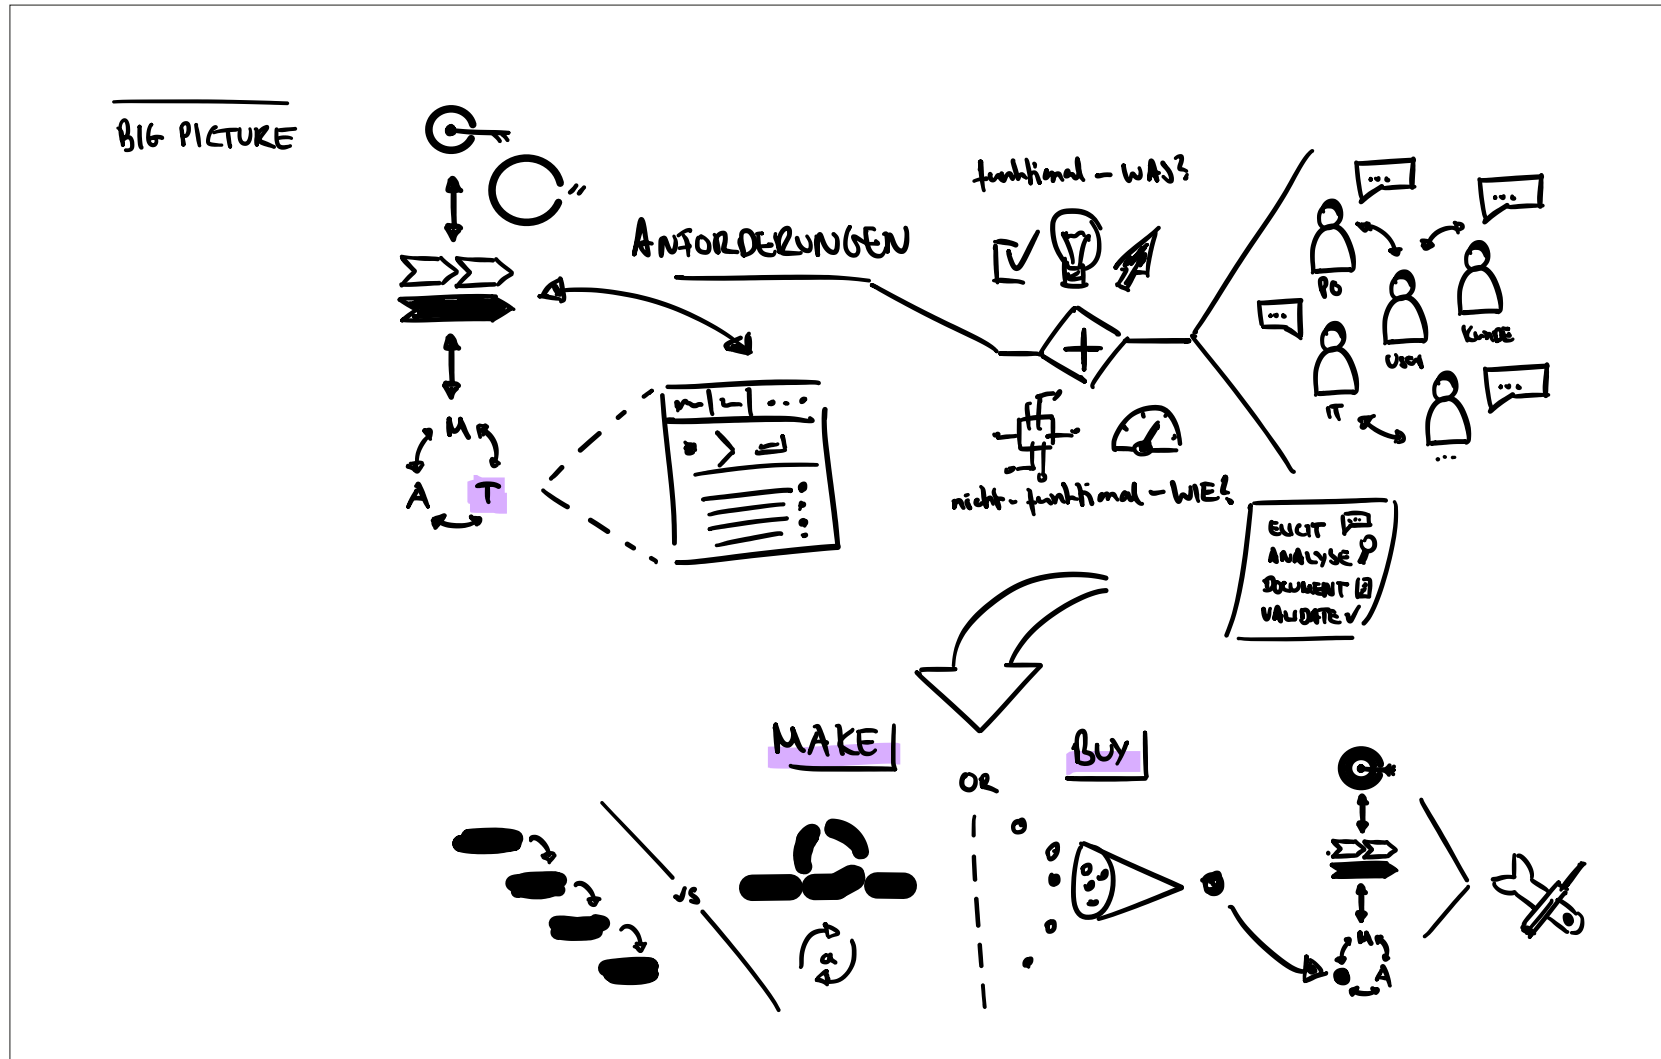 BIG PICTURE
ANFORDERUNGEN
funktional - WAS?
nicht-funktional - WIE?
M
A
T
PO
USER
KUNDE
IT
...
ELICIT
ANALYSE
DOCUMENT
VALIDATE
MAKE
OR
BUY
VS
a
M
A